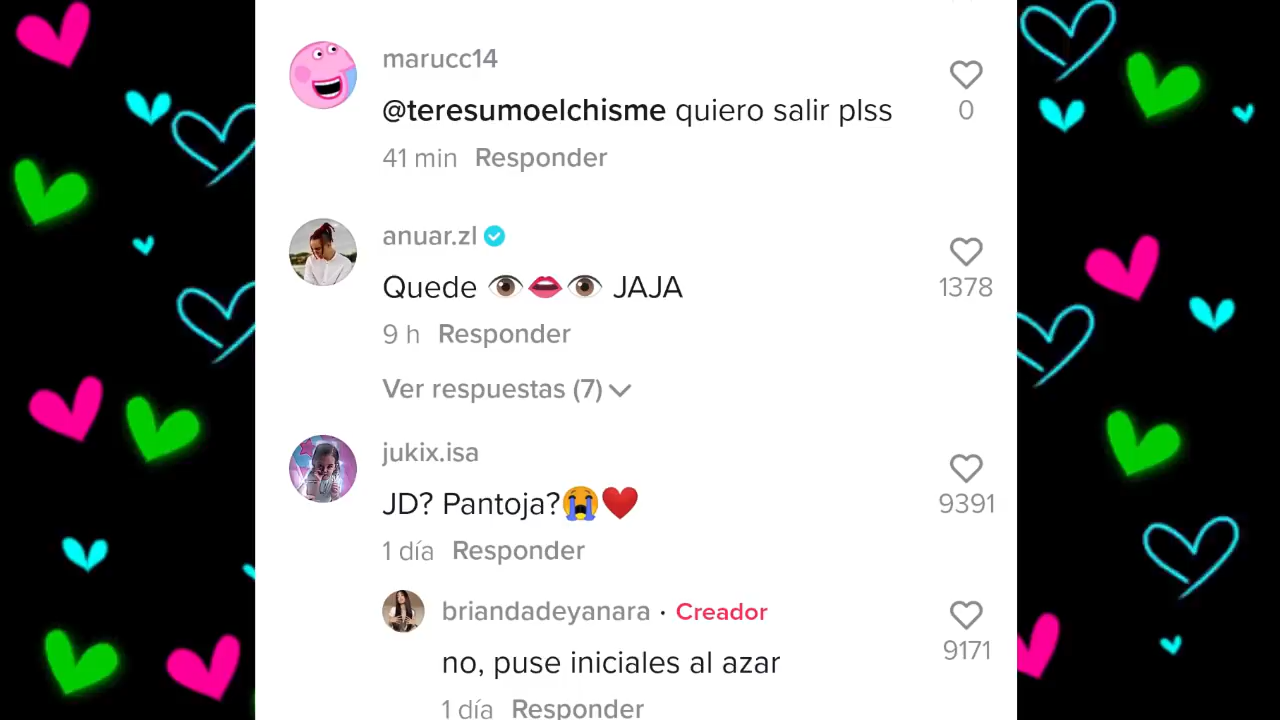 marucc14
@teresumoelchisme quiero salir plss
0
41 min Responder
anuar.zl
Quede 👁👄👁 JAJA
1378
9 h Responder
Ver respuestas (7)
jukix.isa
JD? Pantoja?😭❤️
9391
1 día Responder
briandadeyanara · Creador
no, puse iniciales al azar
9171
1 día Responder